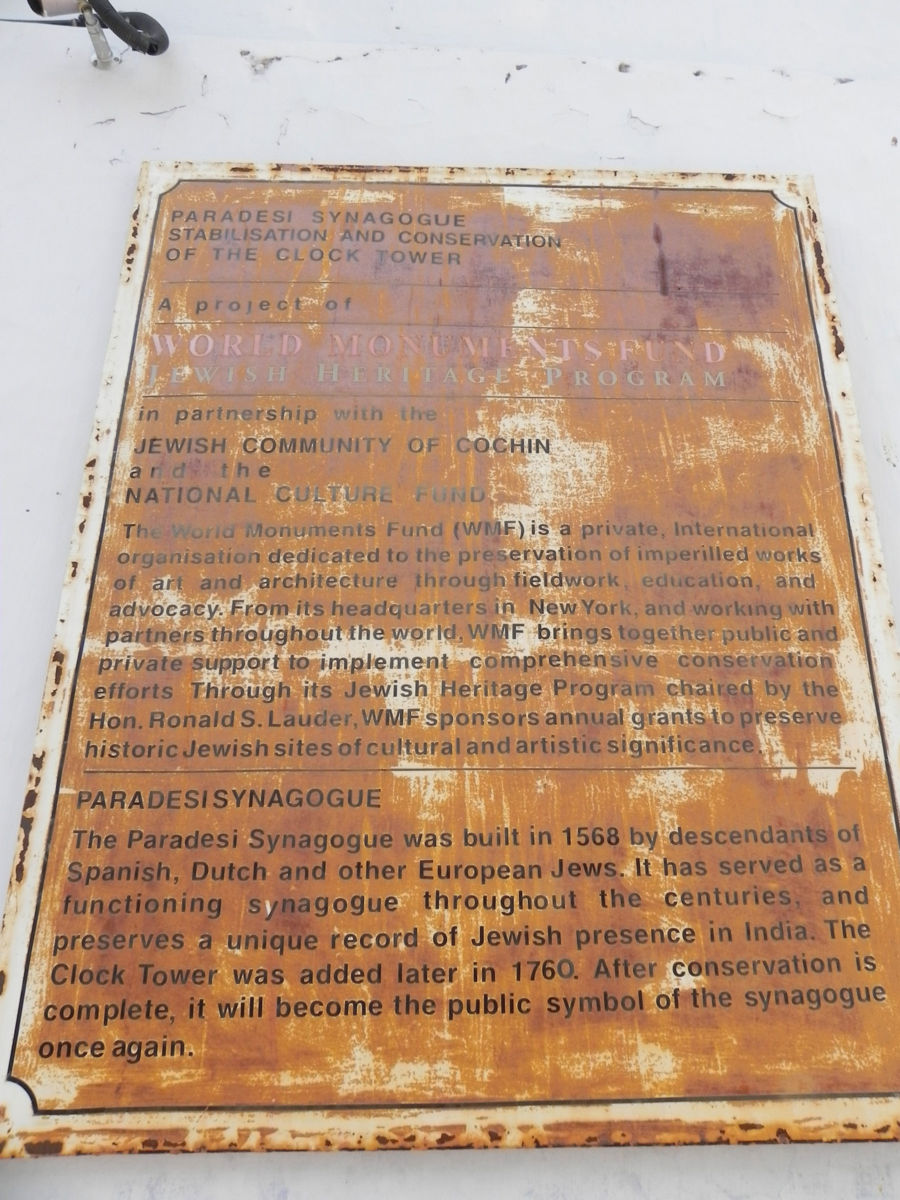 PARADESI SYNAGOGUE
STABILISATION AND CONSERVATION
OF THE CLOCK TOWER
A project of
WORLD MONUMENTS FUND
JEWISH HERITAGE PROGRAM
in partnership with the
JEWISH COMMUNITY OF COCHIN
and the
NATIONAL CULTURE FUND
The World Monuments Fund (WMF) is a private, International
organisation dedicated to the preservation of imperilled works
of art and architecture through fieldwork, education, and
advocacy. From its headquarters in New York, and working with
partners throughout the world, WMF brings together public and
private support to implement comprehensive conservation
efforts Through its Jewish Heritage Program chaired by the
Hon. Ronald S. Lauder, WMF sponsors annual grants to preserve
historic Jewish sites of cultural and artistic significance.
PARADESI SYNAGOGUE
The Paradesi Synagogue was built in 1568 by descendants of
Spanish, Dutch and other European Jews. It has served as a
functioning synagogue throughout the centuries, and
preserves a unique record of Jewish presence in India. The
Clock Tower was added later in 1760. After conservation is
complete, it will become the public symbol of the synagogue
once again.